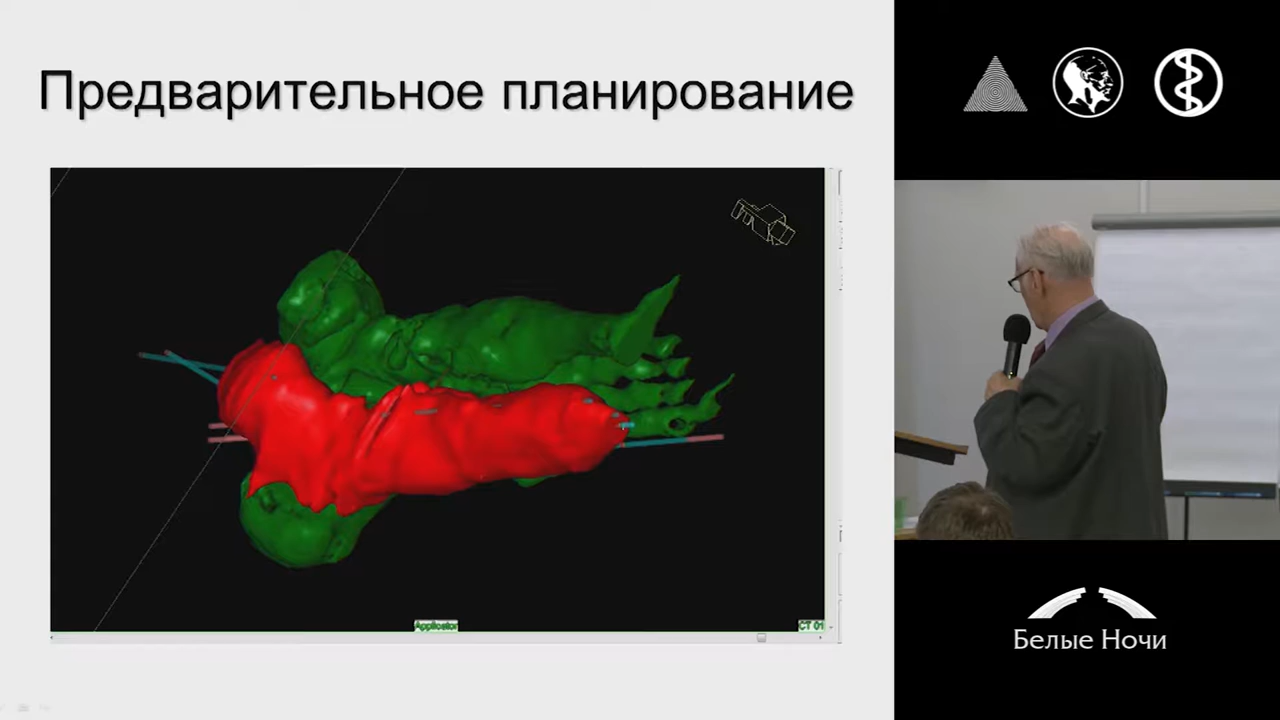 Предварительное планирование
Applicator
CT 01
Белые Ночи